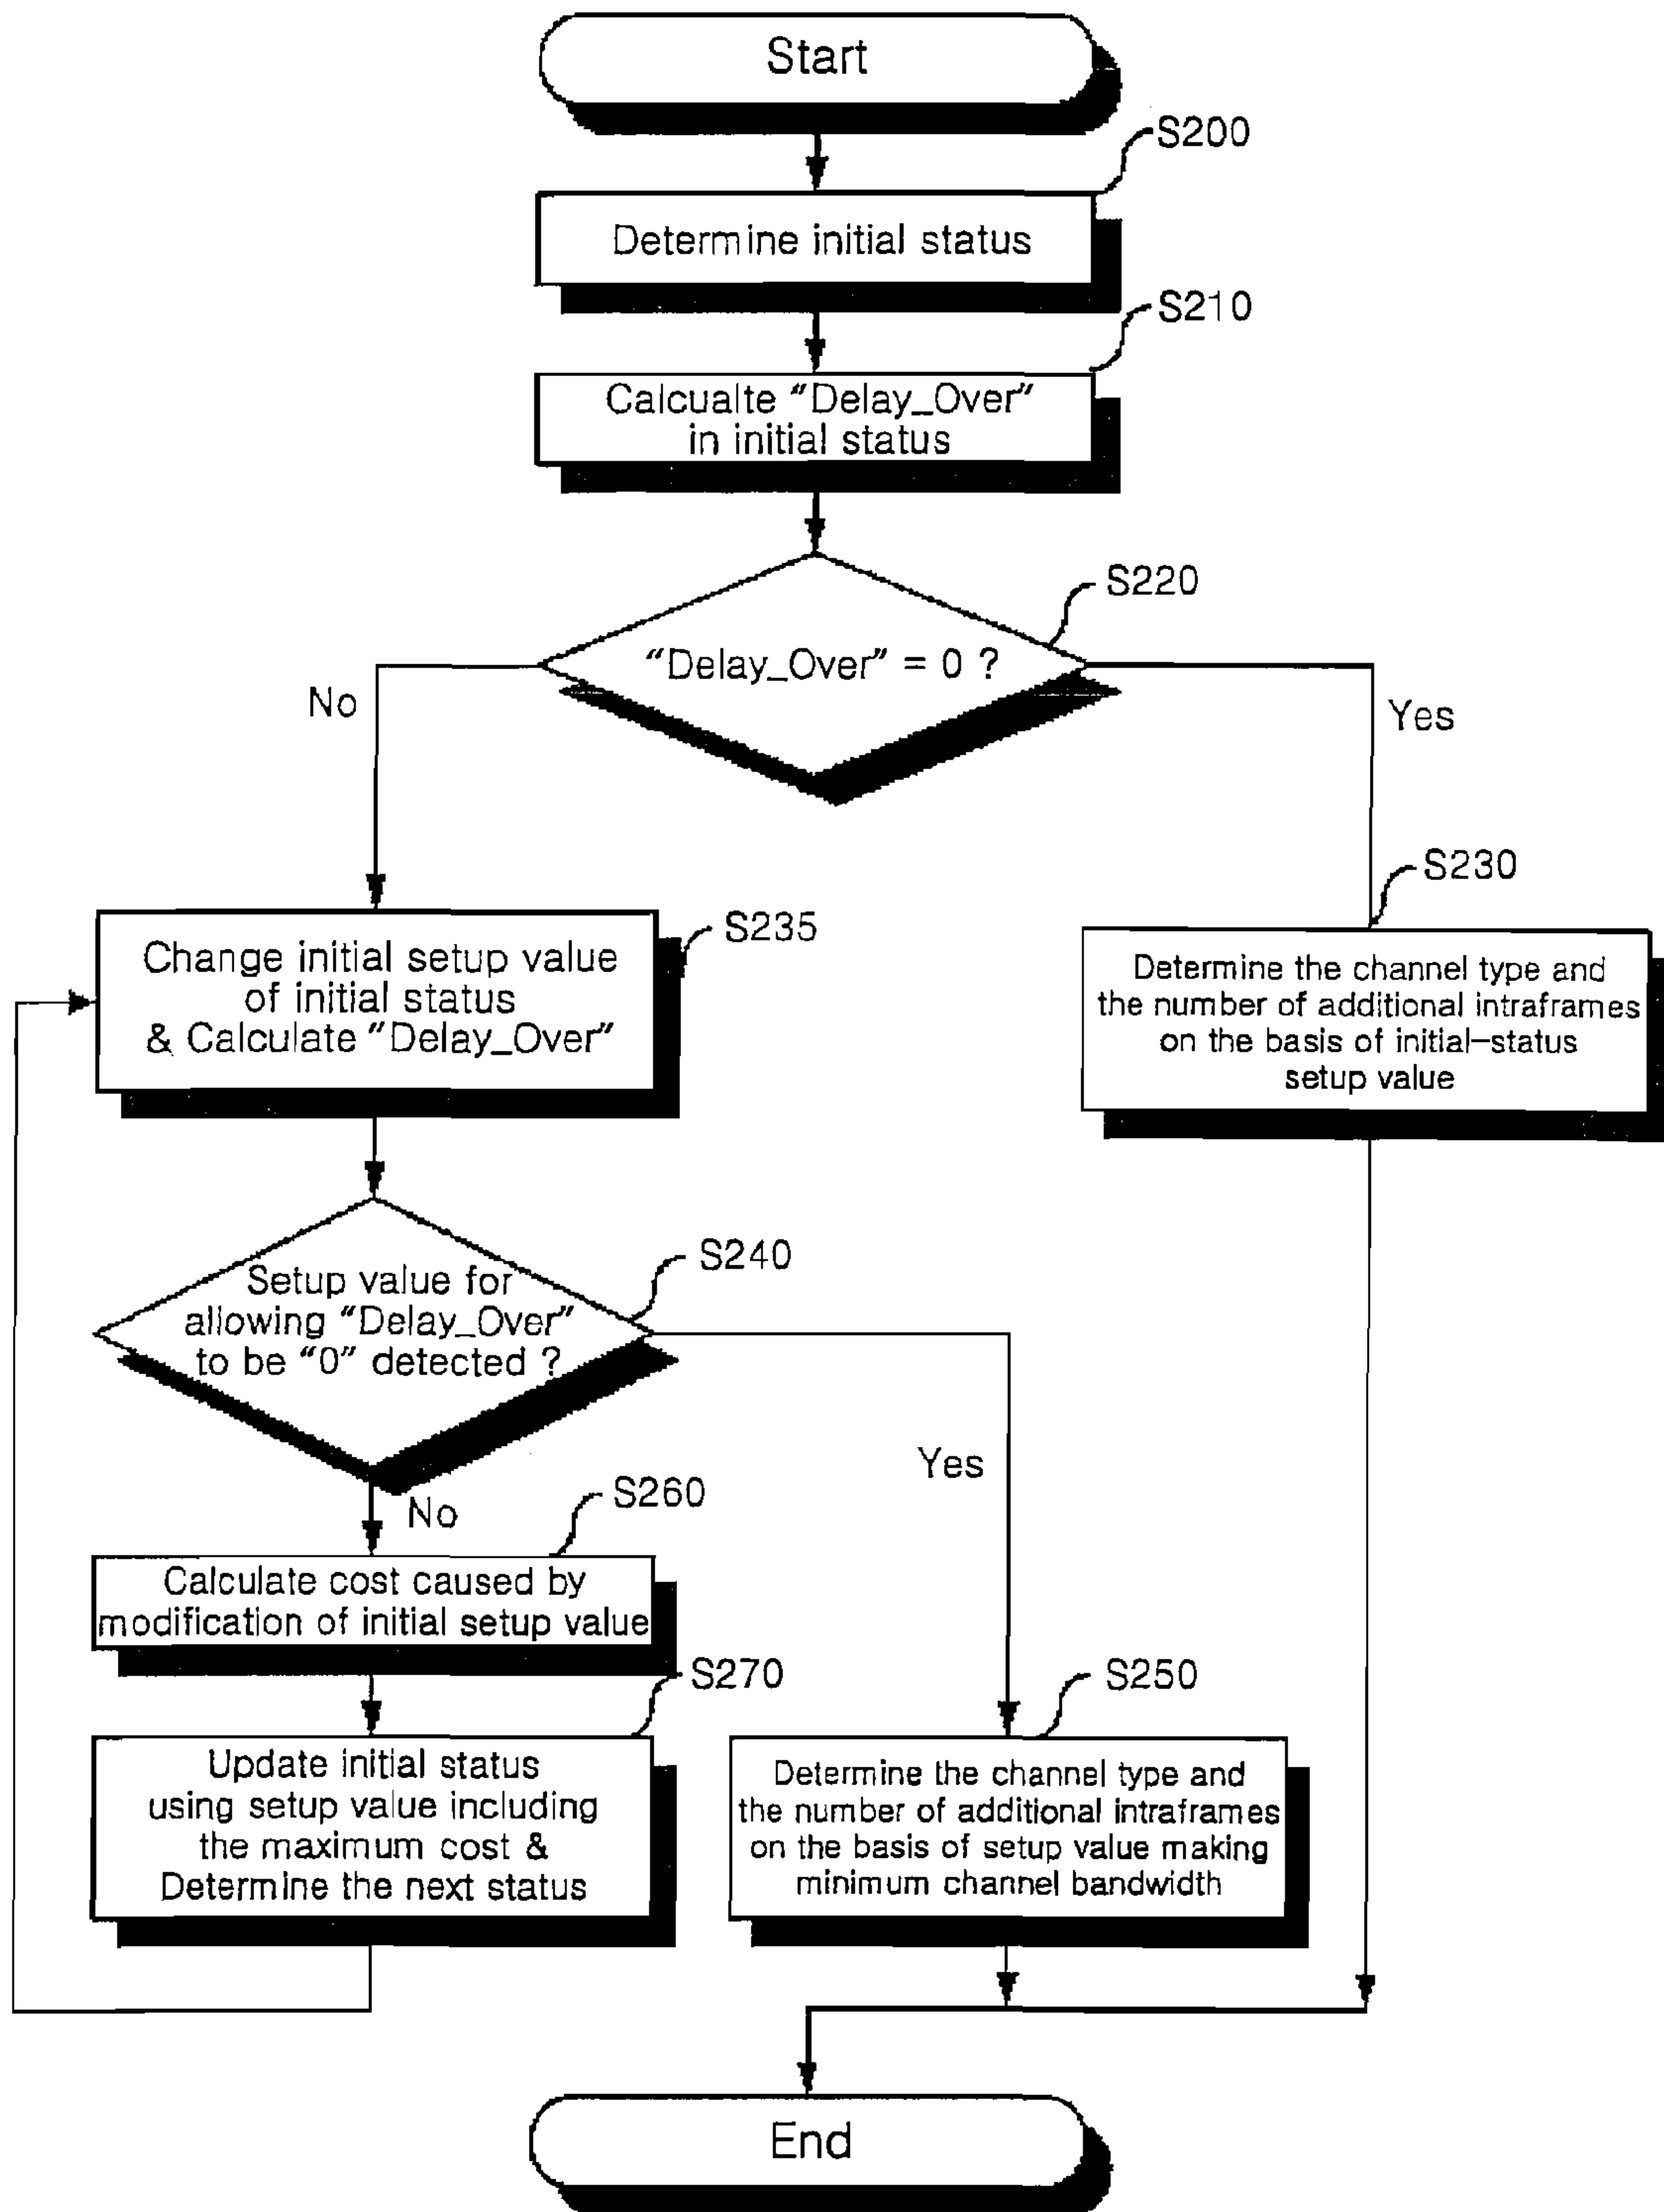 Start
S200
Determine initial status
S210
Calcualte “Delay_Over”
in initial status
S220
“Delay_Over” = 0 ?
No
Yes
S230
S235
Change initial setup value
of initial status
& Calculate “Delay_Over”
Determine the channel type and
the number of additional intraframes
on the basis of initial-status
setup value
S240
Setup value for
allowing “Delay_Over”
to be “0” detected ?
Yes
No
S260
Calculate cost caused by
modification of initial setup value
S270
S250
Update initial status
using setup value including
the maximum cost &
Determine the next status
Determine the channel type and
the number of additional intraframes
on the basis of setup value making
minimum channel bandwidth
End